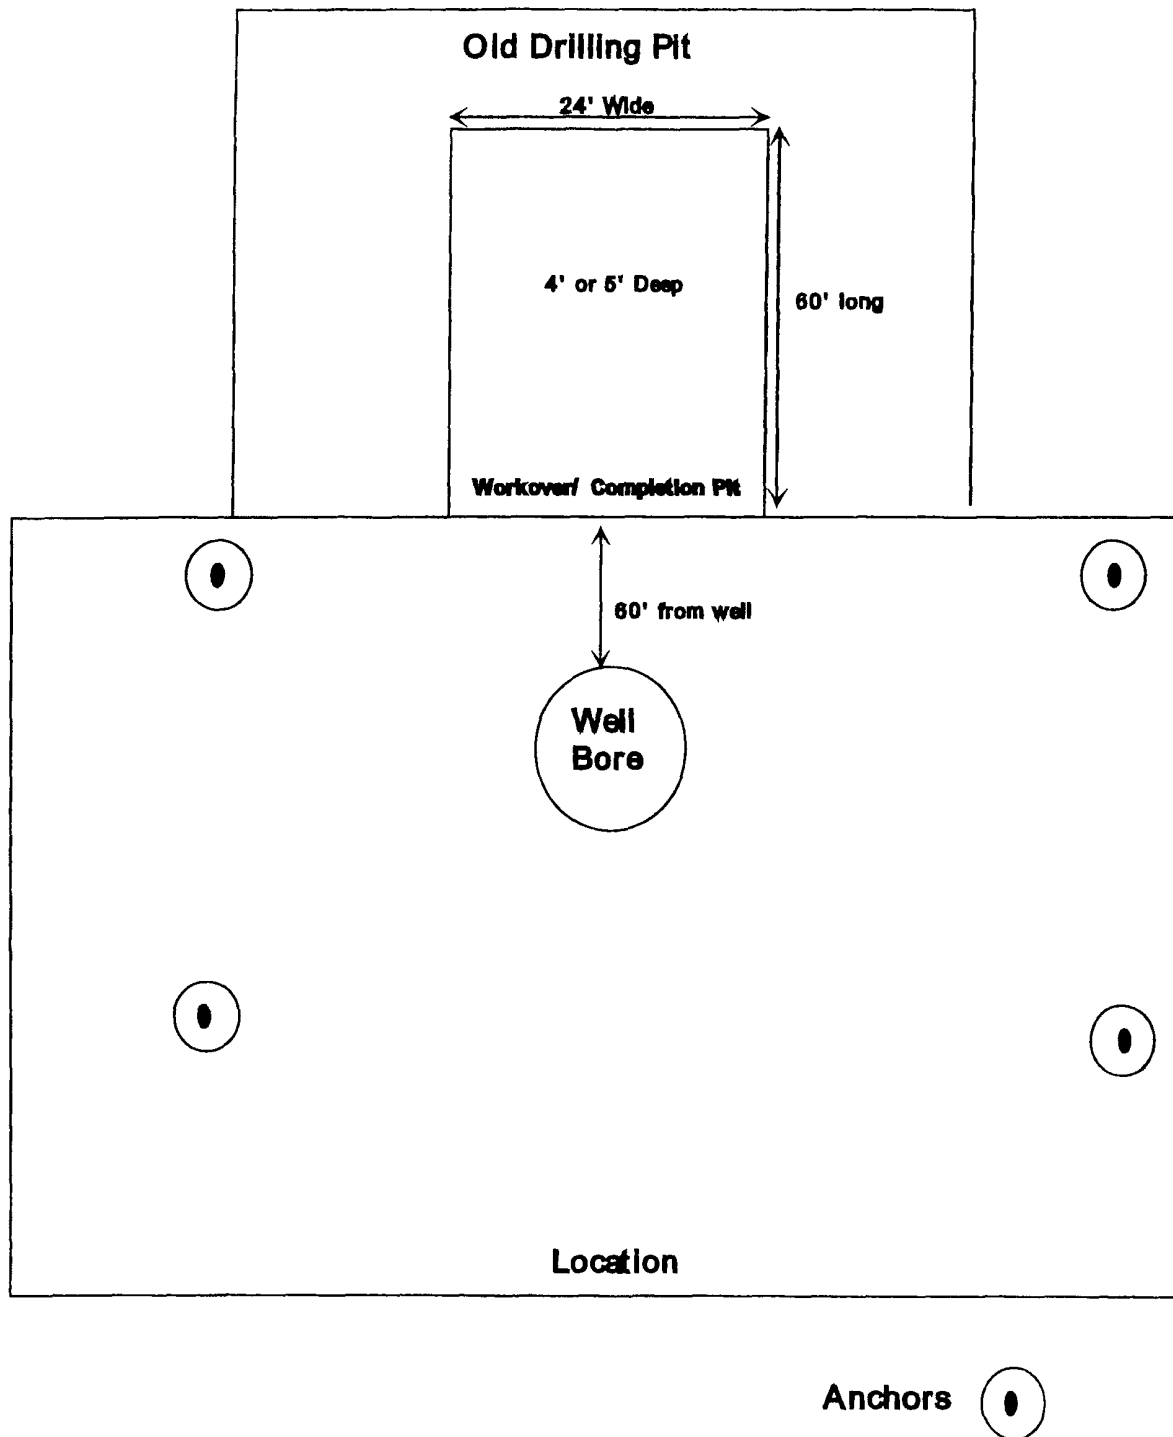 Old Drilling Pit
24' Wide
4' or 5' Deep
60' long
Workover/ Completion Pit
60' from well
Well
Bore
Location
Anchors